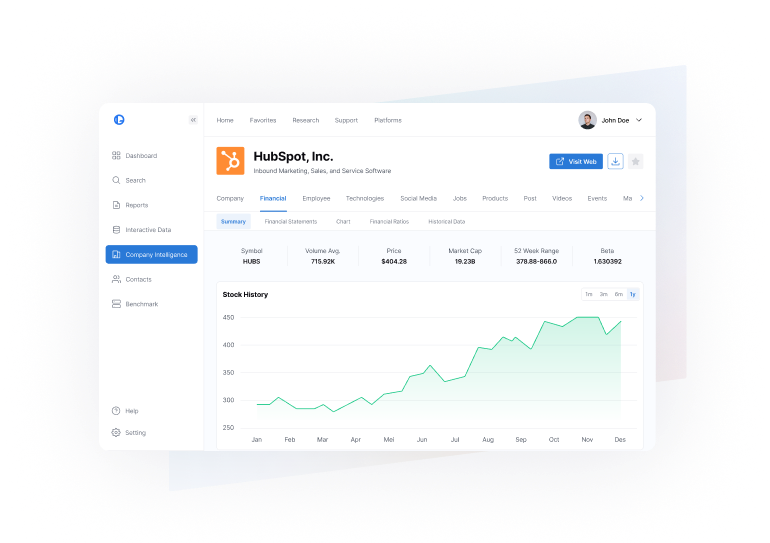 Home Favorites Research Support Platforms John Doe
Dashboard
Search
Reports
Interactive Data
Company Intelligence
Contacts
Benchmark
Help
Setting
HubSpot, Inc.
Inbound Marketing, Sales, and Service Software
Visit Web
Company Financial Employee Technologies Social Media Jobs Products Post Videos Events Ma
Summary Financial Statements Chart Financial Ratios Historical Data
Symbol Volume Avg. Price Market Cap 52 Week Range Beta
HUBS 715.92K $404.28 19.23B 378.88-866.0 1.630392
Stock History 1m 3m 6m 1y
450
400
350
300
250
Jan Feb Mar Apr Mei Jun Jul Aug Sep Oct Nov Des